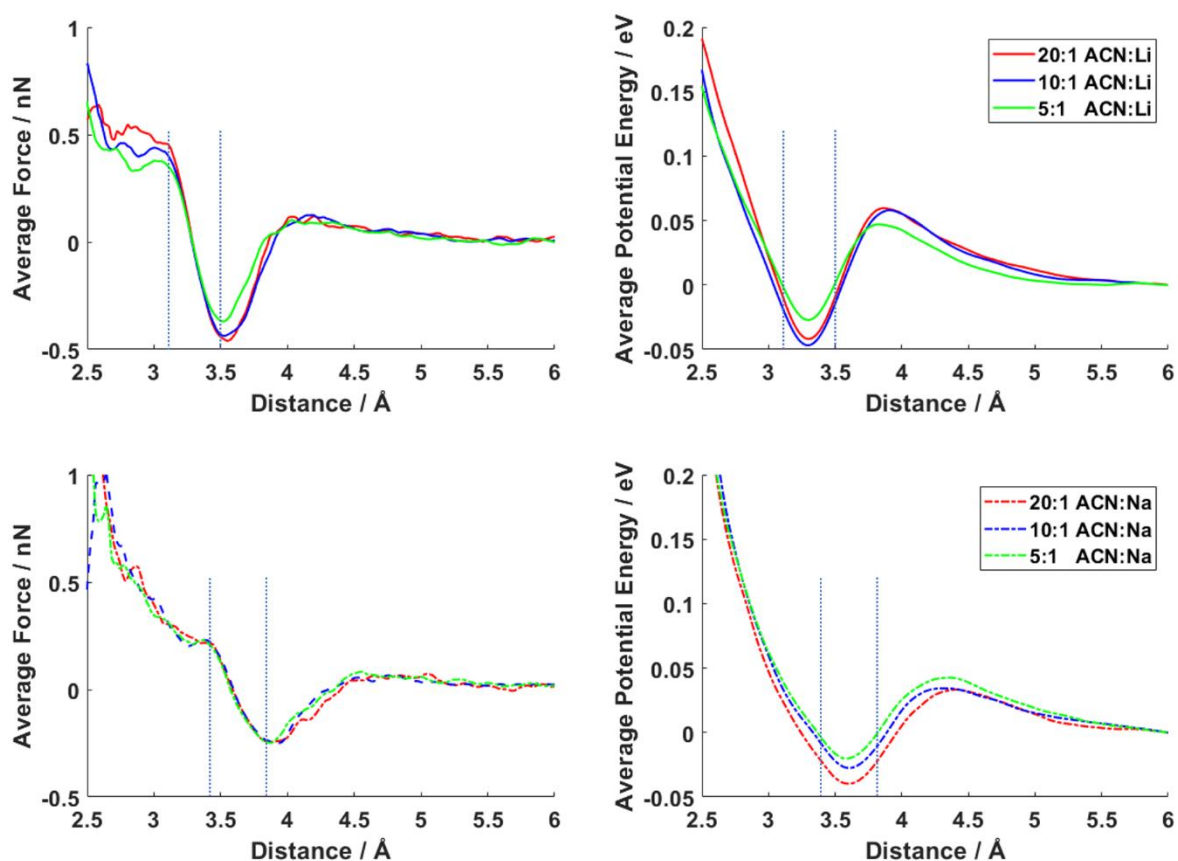 Average Force / nN
1
0.5
0
-0.5
2.5 3 3.5 4 4.5 5 5.5 6
Distance / Å
Average Potential Energy / eV
0.2
0.15
0.1
0.05
0
-0.05
2.5 3 3.5 4 4.5 5 5.5 6
Distance / Å
20:1 ACN:Li
10:1 ACN:Li
5:1 ACN:Li
Average Force / nN
1
0.5
0
-0.5
2.5 3 3.5 4 4.5 5 5.5 6
Distance / Å
Average Potential Energy / eV
0.2
0.15
0.1
0.05
0
-0.05
2.5 3 3.5 4 4.5 5 5.5 6
Distance / Å
20:1 ACN:Na
10:1 ACN:Na
5:1 ACN:Na